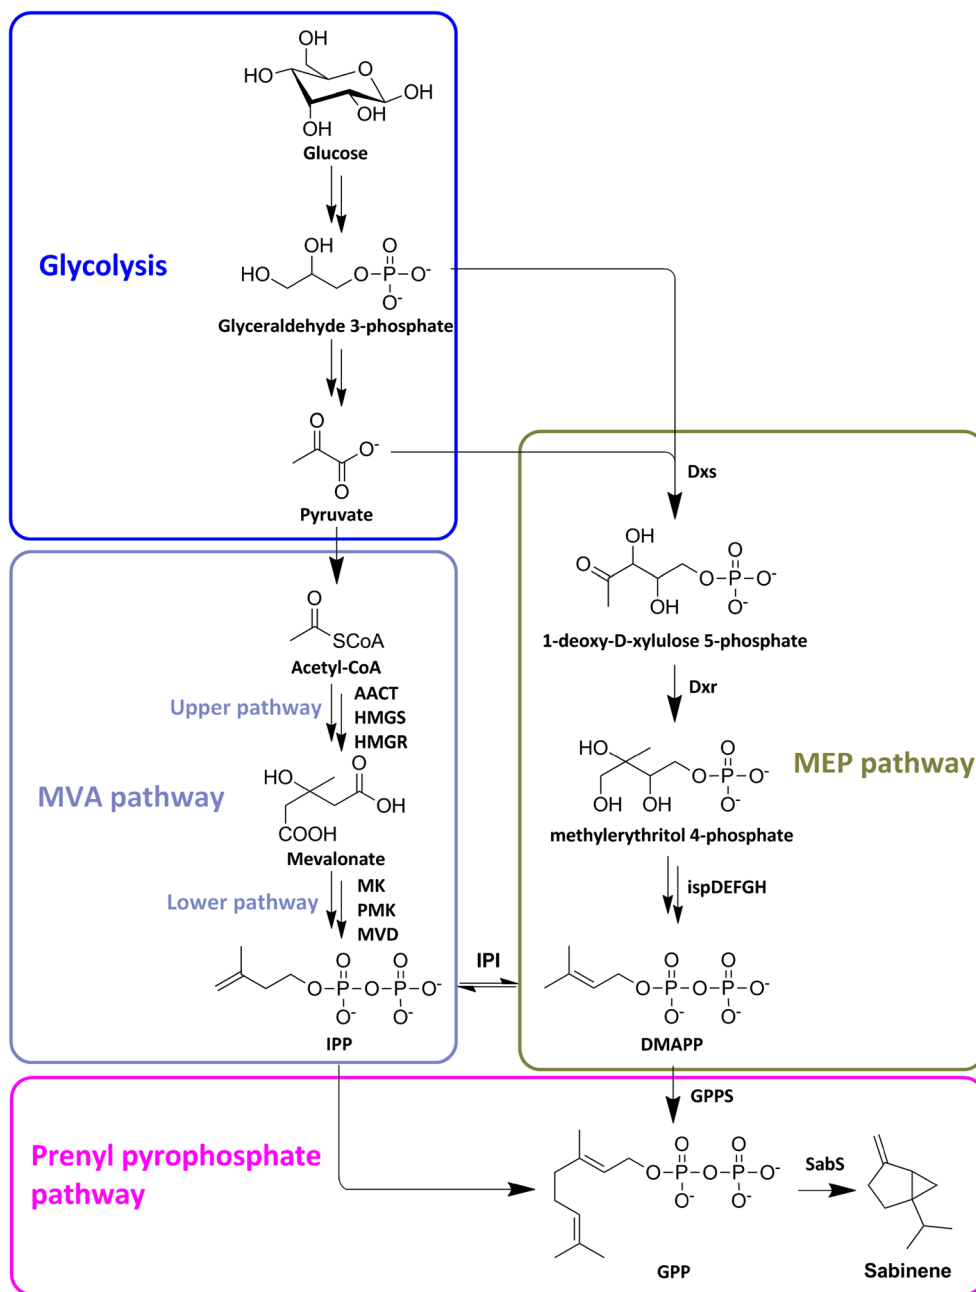 OH
HO
O
OH
OH
OH
Glucose
Glycolysis
OH
O
HO
O
P
O-
O-
Glyceraldehyde 3-phosphate
O
O-
O
Pyruvate
Dxs
OH
O
O
O
P
O-
OH
O-
1-deoxy-D-xylulose 5-phosphate
O
SCoA
Acetyl-CoA
Upper pathway
AACT
HMGS
HMGR
Dxr
MVA pathway
HO
O
OH
COOH
Mevalonate
HO
O
O
P
O-
OH
OH
O-
MEP pathway
methylerythritol 4-phosphate
Lower pathway
MK
PMK
MVD
ispDEFGH
O
O
O
P
O
P
O-
O-
O-
IPP
IPI
O
O
O
P
O
P
O-
O-
O-
DMAPP
GPPS
Prenyl pyrophosphate
pathway
O
O
O
P
O
P
O-
O-
O-
GPP
SabS
Sabinene